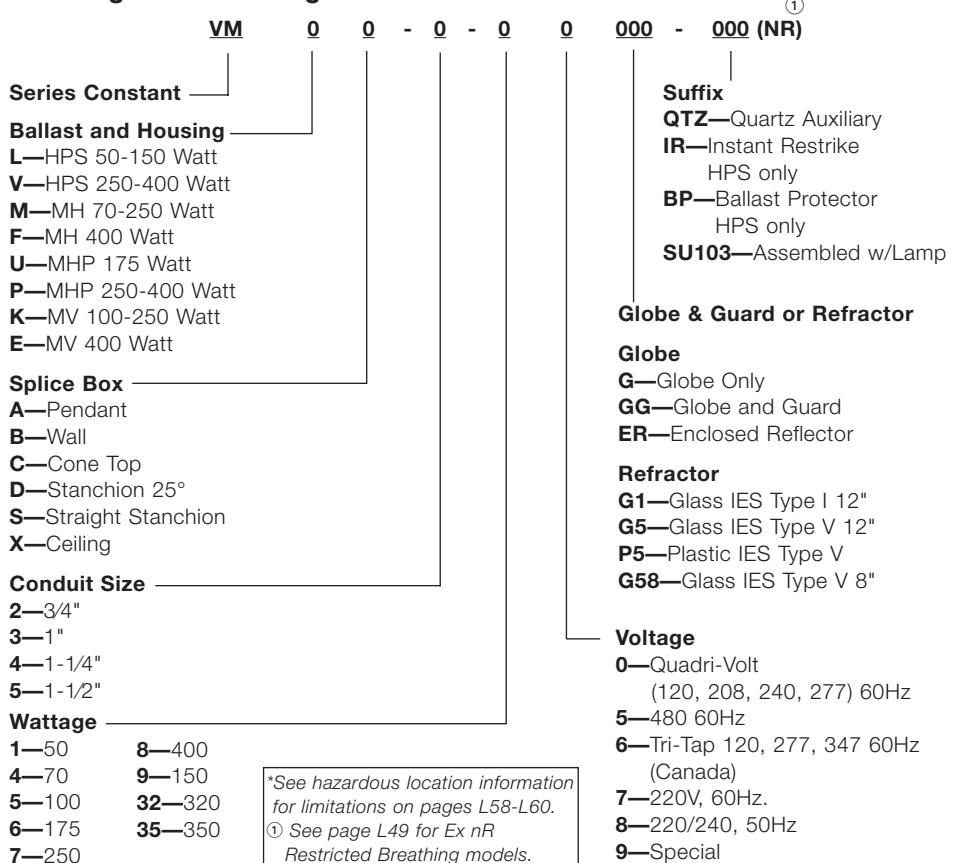 ①
VM 0 0 - 0 - 0 0 000 - 000 (NR)
Series Constant
Ballast and Housing
L—HPS 50-150 Watt
V—HPS 250-400 Watt
M—MH 70-250 Watt
F—MH 400 Watt
U—MHP 175 Watt
P—MHP 250-400 Watt
K—MV 100-250 Watt
E—MV 400 Watt
Splice Box
A—Pendant
B—Wall
C—Cone Top
D—Stanchion 25°
S—Straight Stanchion
X—Ceiling
Conduit Size
2—3/4"
3—1"
4—1-1/4"
5—1-1/2"
Wattage
1—50
4—70
5—100
6—175
7—250
8—400
9—150
32—320
35—350
*See hazardous location information
for limitations on pages L58-L60.
① See page L49 for Ex nR
Restricted Breathing models.
Suffix
QTZ—Quartz Auxiliary
IR—Instant Restrike
HPS only
BP—Ballast Protector
HPS only
SU103—Assembled w/Lamp
Globe & Guard or Refractor
Globe
G—Globe Only
GG—Globe and Guard
ER—Enclosed Reflector
Refractor
G1—Glass IES Type I 12"
G5—Glass IES Type V 12"
P5—Plastic IES Type V
G58—Glass IES Type V 8"
Voltage
0—Quadri-Volt
(120, 208, 240, 277) 60Hz
5—480 60Hz
6—Tri-Tap 120, 277, 347 60Hz
(Canada)
7—220V, 60Hz.
8—220/240, 50Hz
9—Special